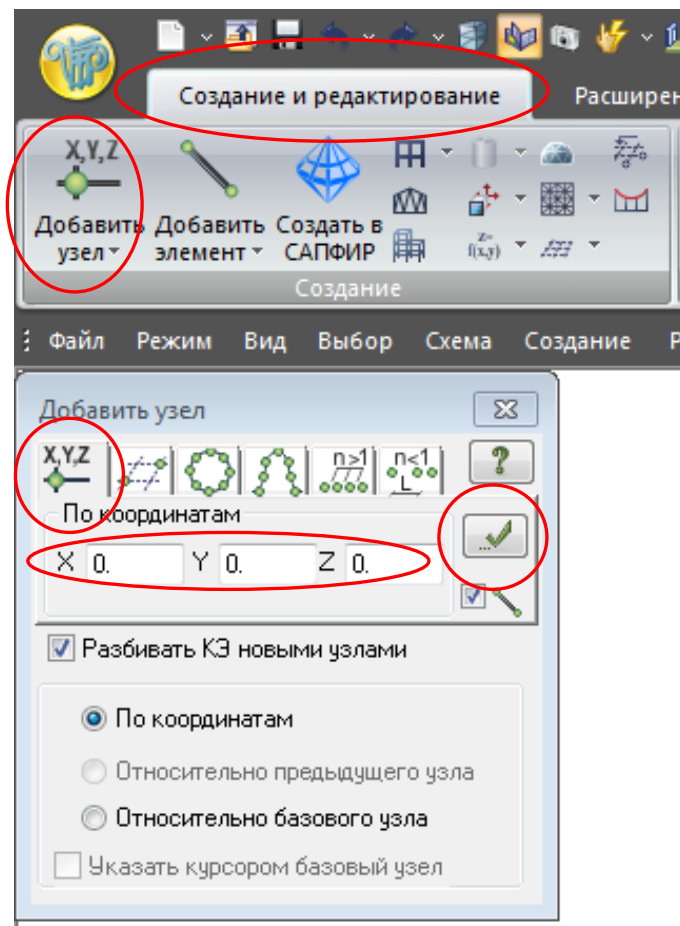 Создание и редактирование Расширен
X,Y,Z
Добавить узел Добавить элемент Создать в САПФИР
Z=
f(x,y)
Создание
Файл Режим Вид Выбор Схема Создание Р
Добавить узел
X,Y,Z n>1 n<1 ?
L
По координатам
X 0. Y 0. Z 0.
Разбивать КЭ новыми узлами
По координатам
Относительно предыдущего узла
Относительно базового узла
Указать курсором базовый узел